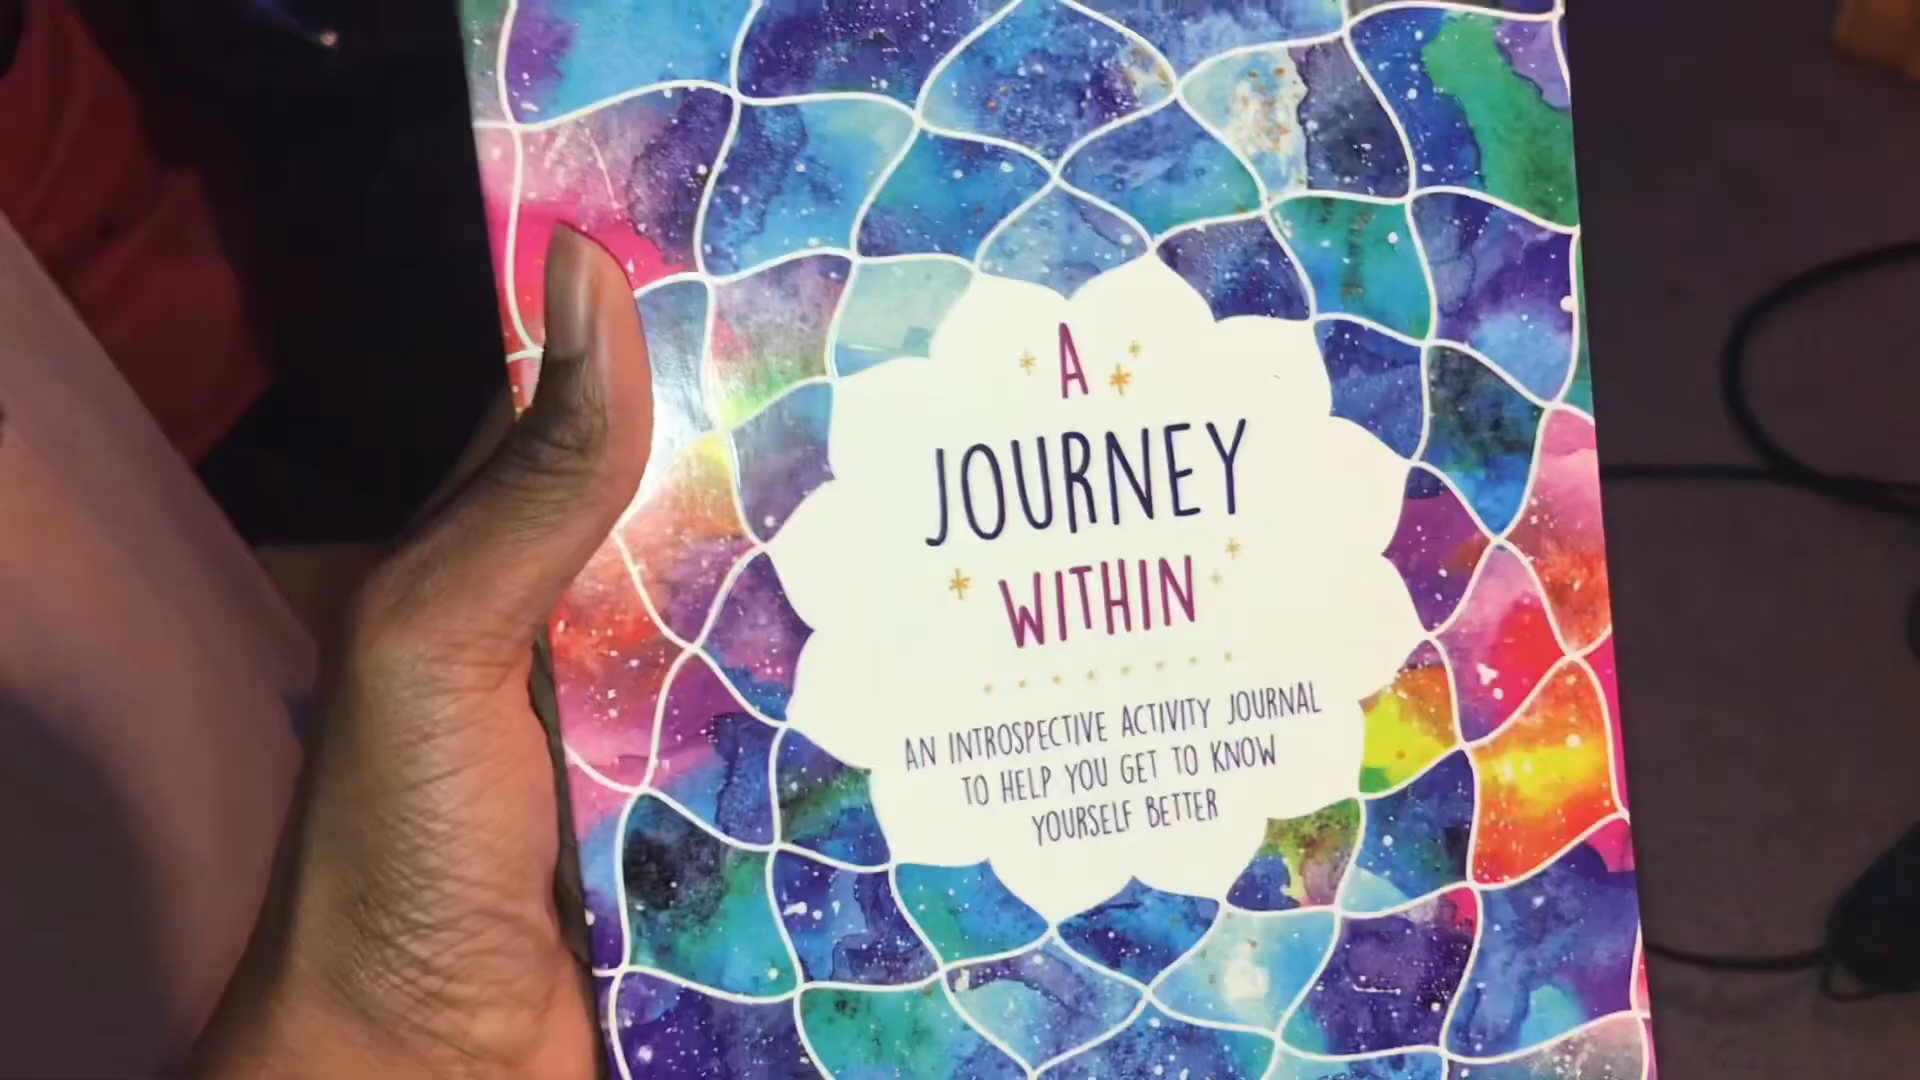 A
JOURNEY
WITHIN
AN INTROSPECTIVE ACTIVITY JOURNAL
TO HELP YOU GET TO KNOW
YOURSELF BETTER